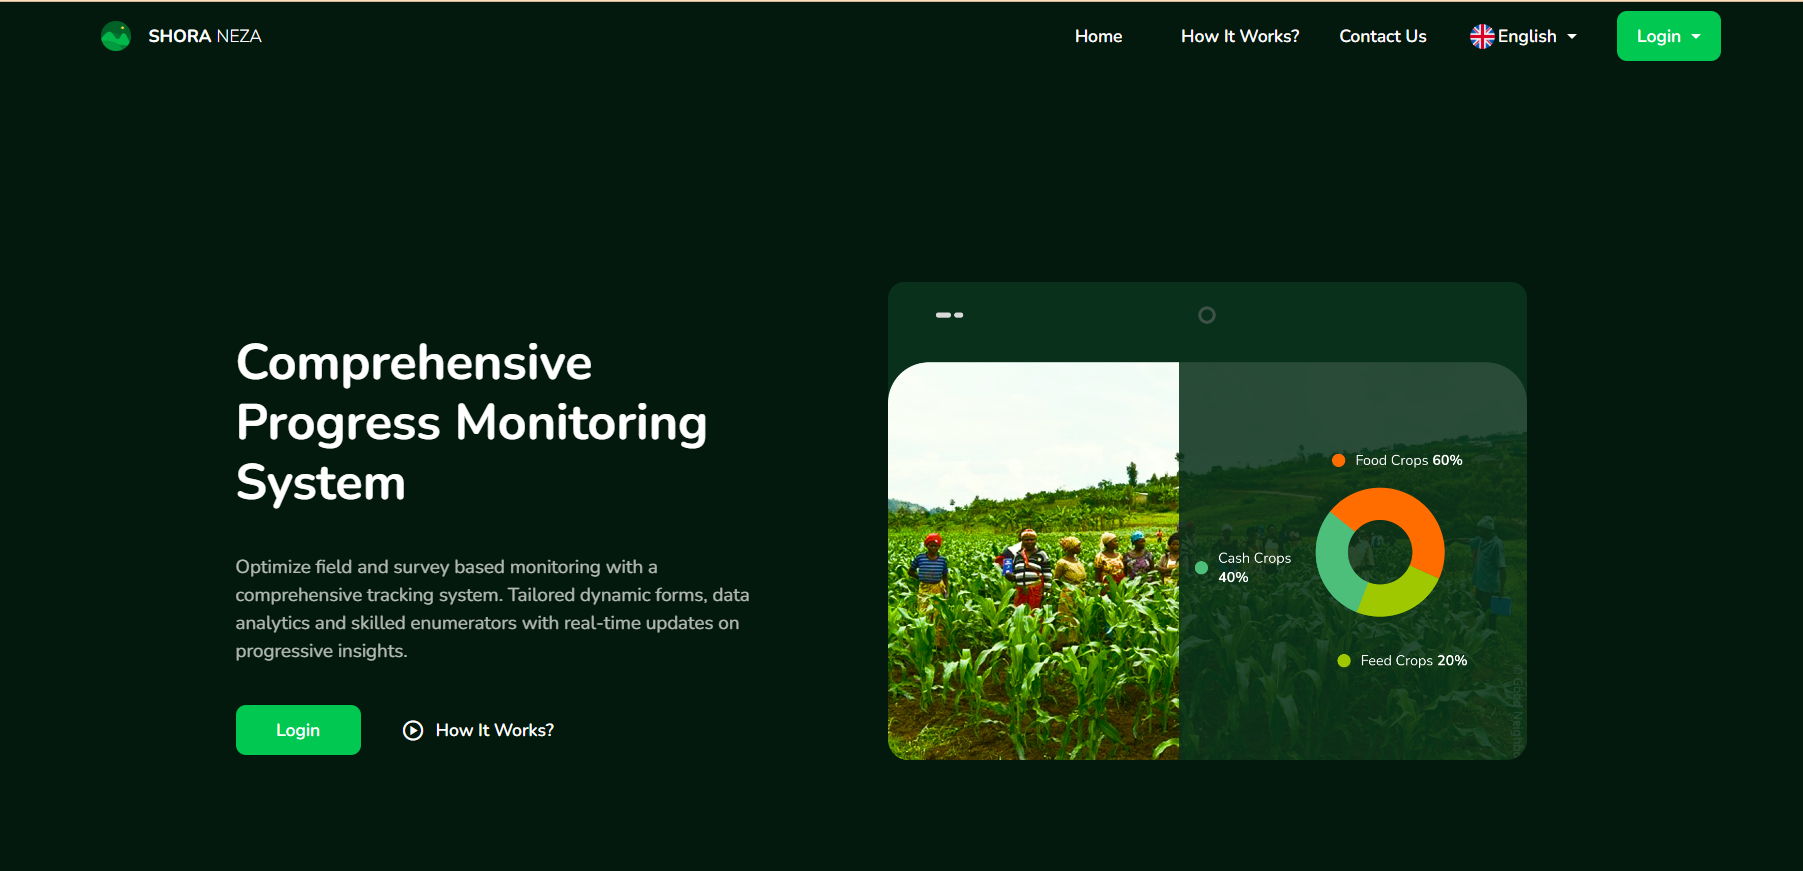 SHORA NEZA
Home
How It Works?
Contact Us
English
Login
Comprehensive
Progress Monitoring
System
Optimize field and survey based monitoring with a
comprehensive tracking system. Tailored dynamic forms, data
analytics and skilled enumerators with real-time updates on
progressive insights.
Login
How It Works?
Food Crops 60%
Cash Crops
40%
Feed Crops 20%